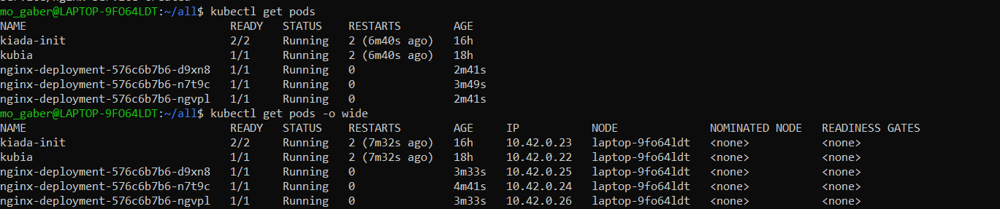 mo_gaber@LAPTOP-9FO64LDT:~/all$ kubectl get pods
NAME READY STATUS RESTARTS AGE
kiada-init 2/2 Running 2 (6m40s ago) 16h
kubia 1/1 Running 2 (6m40s ago) 18h
nginx-deployment-576c6b7b6-d9xn8 1/1 Running 0 2m41s
nginx-deployment-576c6b7b6-n7t9c 1/1 Running 0 3m49s
nginx-deployment-576c6b7b6-ngvpl 1/1 Running 0 2m41s
mo_gaber@LAPTOP-9FO64LDT:~/all$ kubectl get pods -o wide
NAME READY STATUS RESTARTS AGE IP NODE NOMINATED NODE READINESS GATES
kiada-init 2/2 Running 2 (7m32s ago) 16h 10.42.0.23 laptop-9fo64ldt <none> <none>
kubia 1/1 Running 2 (7m32s ago) 18h 10.42.0.22 laptop-9fo64ldt <none> <none>
nginx-deployment-576c6b7b6-d9xn8 1/1 Running 0 3m33s 10.42.0.25 laptop-9fo64ldt <none> <none>
nginx-deployment-576c6b7b6-n7t9c 1/1 Running 0 4m41s 10.42.0.24 laptop-9fo64ldt <none> <none>
nginx-deployment-576c6b7b6-ngvpl 1/1 Running 0 3m33s 10.42.0.26 laptop-9fo64ldt <none> <none>